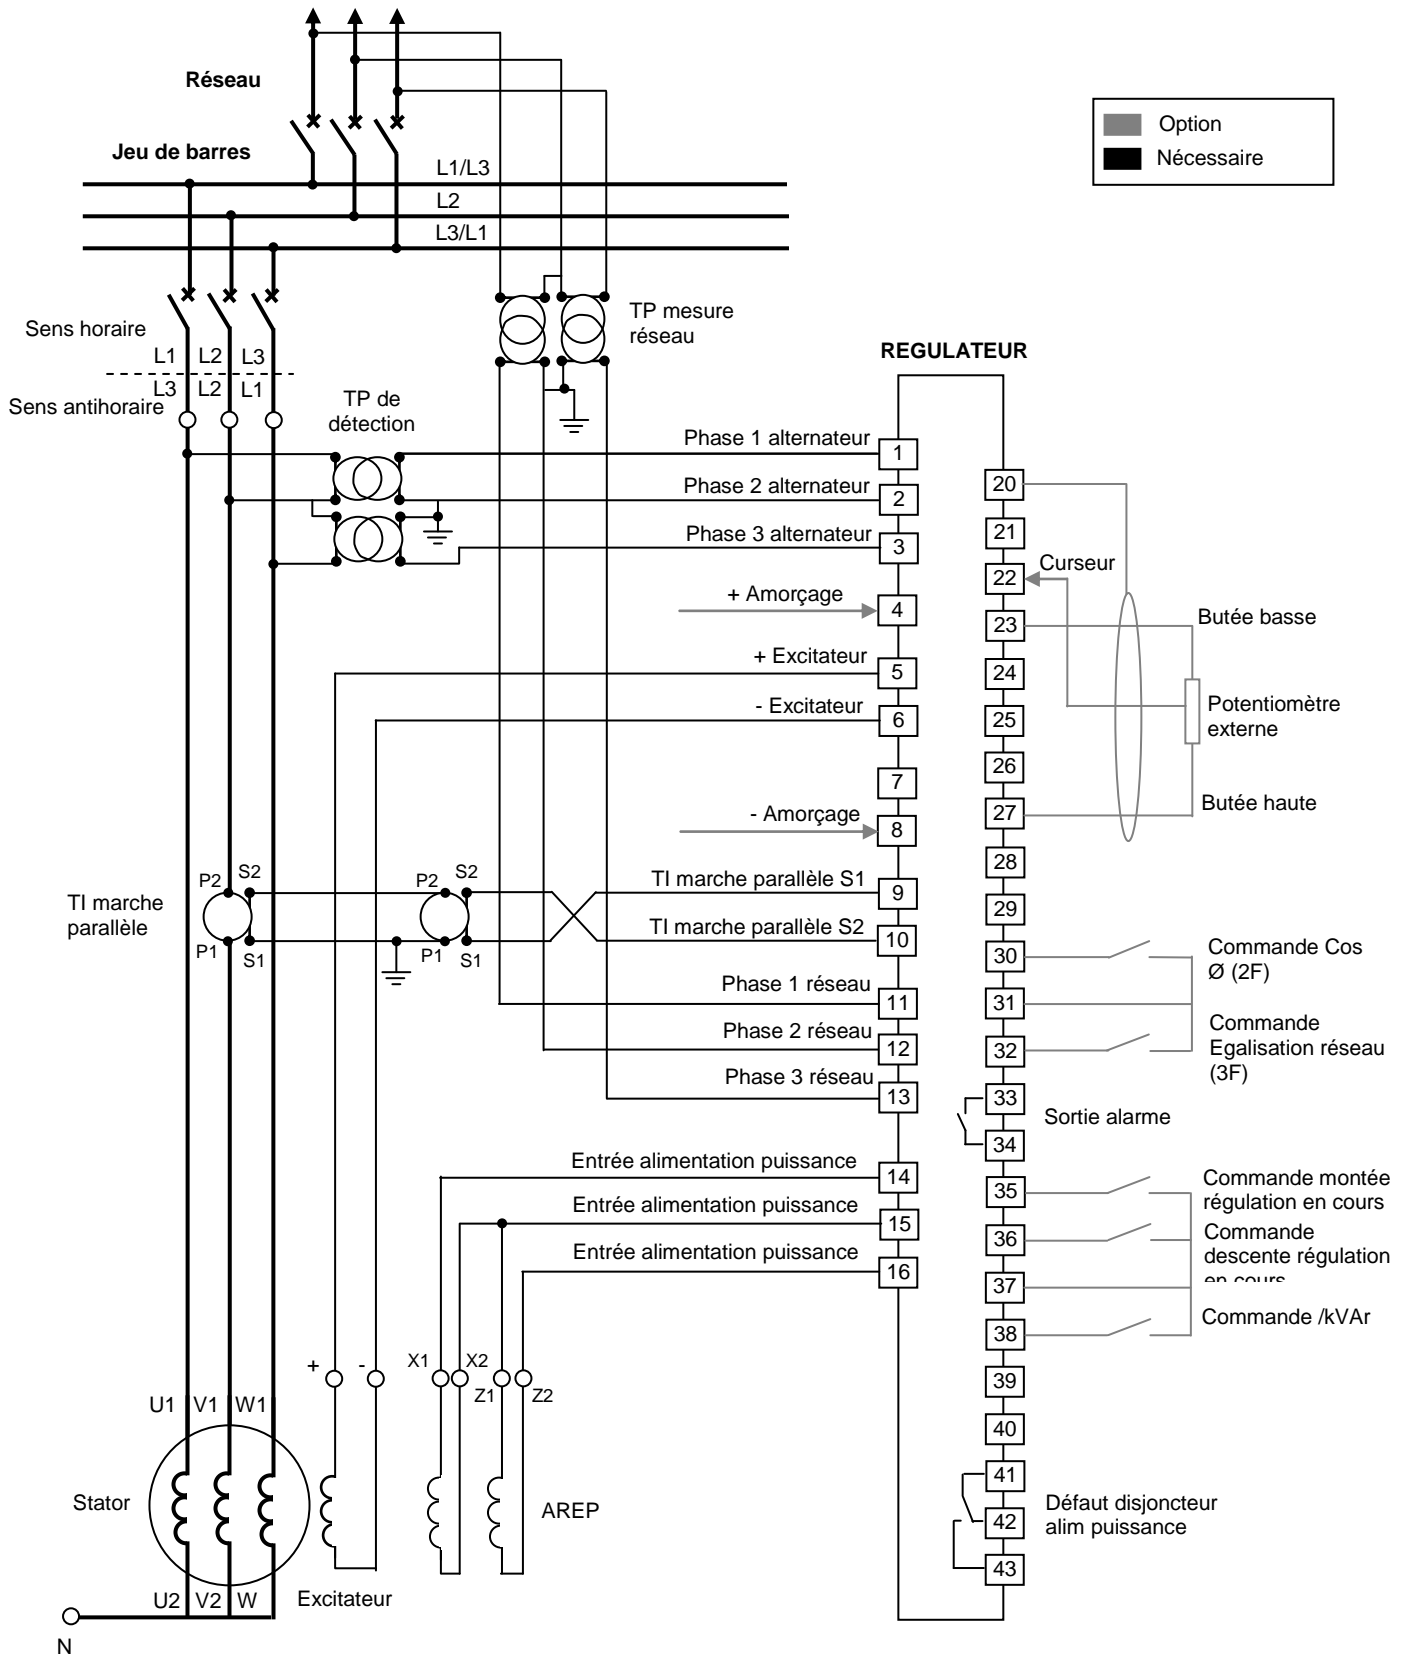 Réseau
Option
Nécessaire
Jeu de barres
L1/L3
L2
L3/L1
TP mesure
réseau
Sens horaire
L1 L2 L3
L3 L2 L1
Sens antihoraire
TP de
détection
REGULATEUR
Phase 1 alternateur
1
Phase 2 alternateur
2
Phase 3 alternateur
3
+ Amorçage
4
+ Excitateur
5
- Excitateur
6
7
- Amorçage
8
TI marche
parallèle
P2 S2
P1 S1
P2 S2
P1 S1
TI marche parallèle S1
9
TI marche parallèle S2
10
Phase 1 réseau
11
Phase 2 réseau
12
Phase 3 réseau
13
Entrée alimentation puissance
14
Entrée alimentation puissance
15
Entrée alimentation puissance
16
20
21
22
Curseur
23
Butée basse
24
25
Potentiomètre
externe
26
27
Butée haute
28
29
30
Commande Cos
Ø (2F)
31
32
Commande
Egalisation réseau
(3F)
33
Sortie alarme
34
35
Commande montée
régulation en cours
36
Commande
descente régulation
en cours
37
38
Commande /kVAr
39
40
41
42
Défaut disjoncteur
alim puissance
43
+ -
X1 X2
Z1 Z2
U1 V1 W1
Stator
AREP
U2 V2 W
Excitateur
N